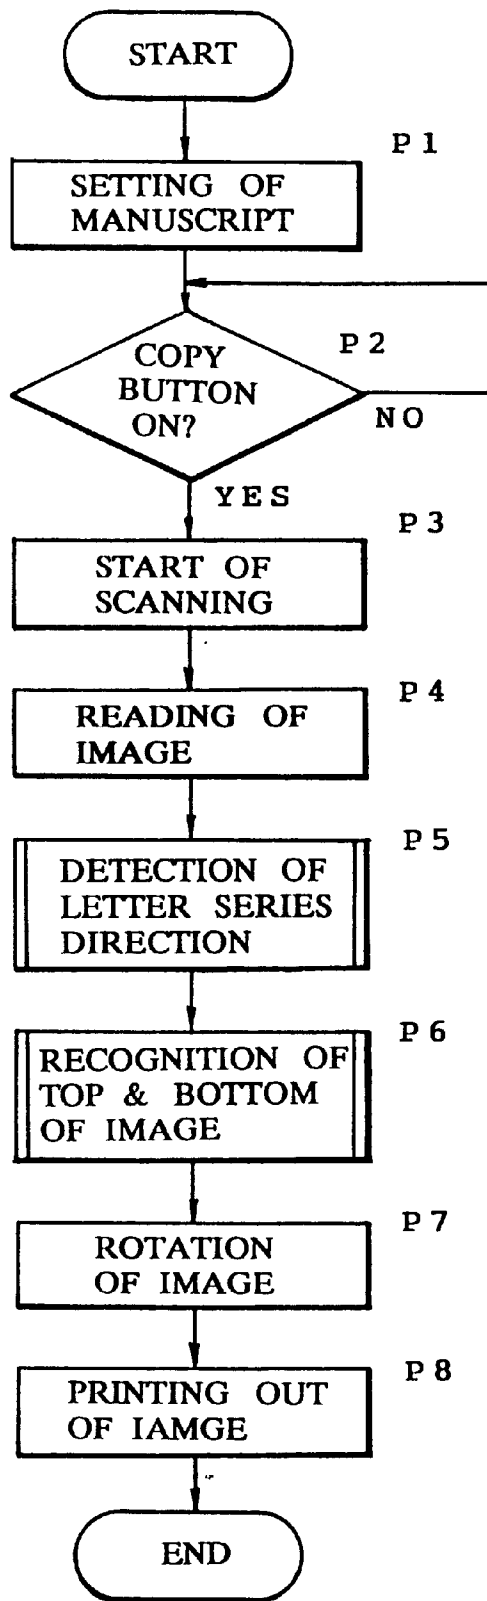 START
P1
SETTING OF
MANUSCRIPT
P2
COPY
BUTTON
ON?
NO
YES
P3
START OF
SCANNING
P4
READING OF
IMAGE
P5
DETECTION OF
LETTER SERIES
DIRECTION
P6
RECOGNITION OF
TOP & BOTTOM
OF IMAGE
P7
ROTATION
OF IMAGE
P8
PRINTING OUT
OF IAMGE
END